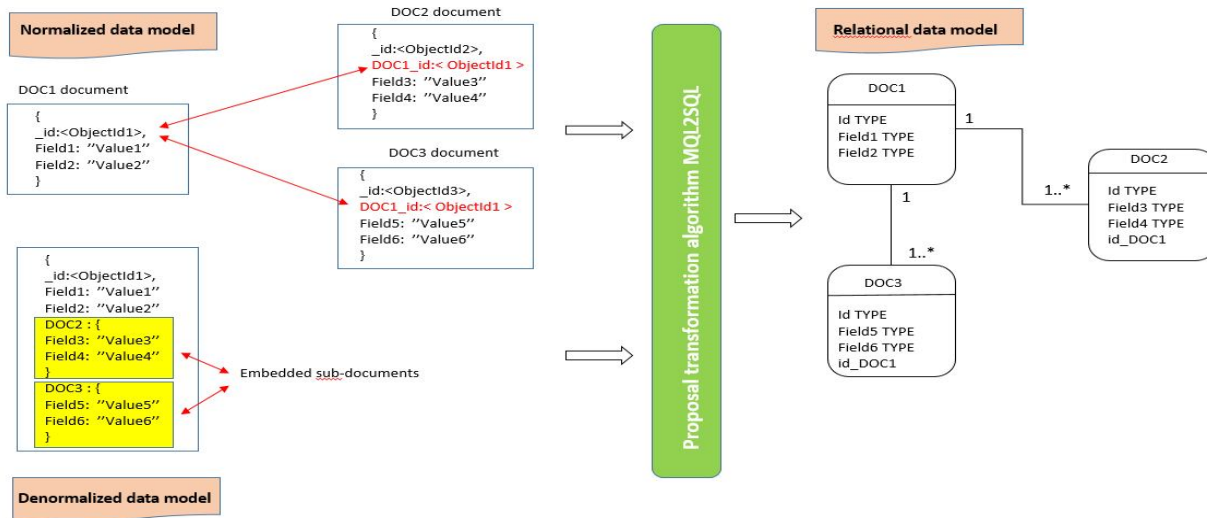 Normalized data model
DOC1 document
{
_id:<ObjectId1>,
Field1: ”Value1”
Field2: ”Value2”
}
DOC2 document
{
_id:<ObjectId2>,
DOC1_id:< ObjectId1 >
Field3: ”Value3”
Field4: ”Value4”
}
DOC3 document
{
_id:<ObjectId3>,
DOC1_id:< ObjectId1 >
Field5: ”Value5”
Field6: ”Value6”
}
{
_id:<ObjectId1>,
Field1: ”Value1”
Field2: ”Value2”
DOC2 : {
Field3: ”Value3”
Field4: ”Value4”
}
DOC3 : {
Field5: ”Value5”
Field6: ”Value6”
}
Embedded sub-documents
Denormalized data model
Proposal transformation algorithm MQL2SQL
Relational data model
DOC1
Id TYPE
Field1 TYPE
Field2 TYPE
1
1..*
DOC2
Id TYPE
Field3 TYPE
Field4 TYPE
id_DOC1
1
1..*
DOC3
Id TYPE
Field5 TYPE
Field6 TYPE
id_DOC1